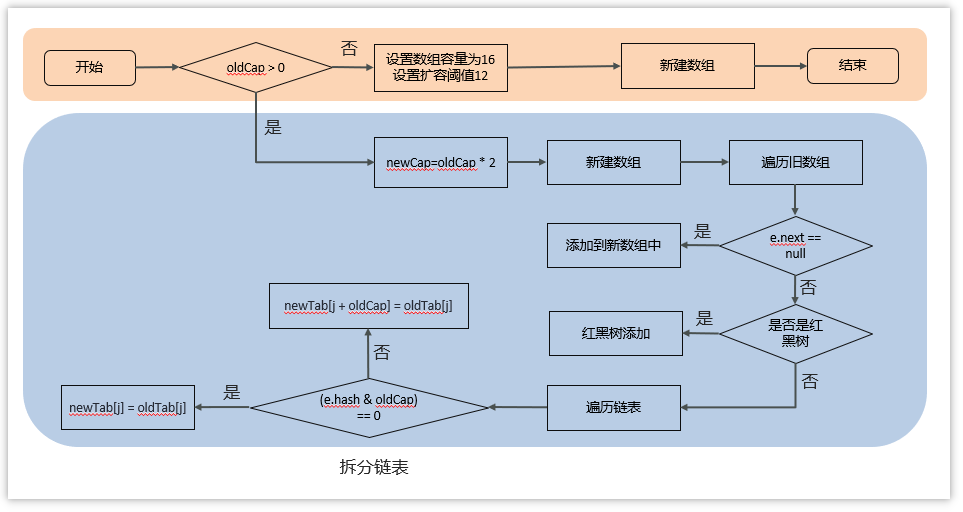 开始
oldCap > 0
否
设置数组容量为16
设置扩容阈值12
新建数组
结束
是
newCap=oldCap * 2
新建数组
遍历旧数组
e.next ==
null
是
添加到新数组中
否
是否是红
黑树
是
红黑树添加
否
遍历链表
(e.hash & oldCap)
== 0
否
newTab[j + oldCap] = oldTab[j]
是
newTab[j] = oldTab[j]
拆分链表